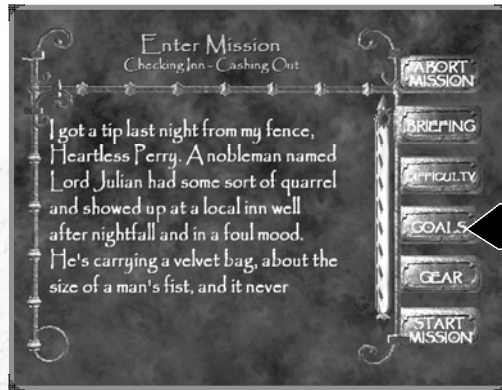 Enter Mission
Checking Inn - Cashing Out
I got a tip last night from my fence,
Heartless Perry. A nobleman named
Lord Julian had some sort of quarrel
and showed up at a local inn well
after nightfall and in a foul mood.
He's carrying a velvet bag, about the
size of a man's fist, and it never
ABORT
MISSION
BRIEFING
DIFFICULTY
GOALS
GEAR
START
MISSION